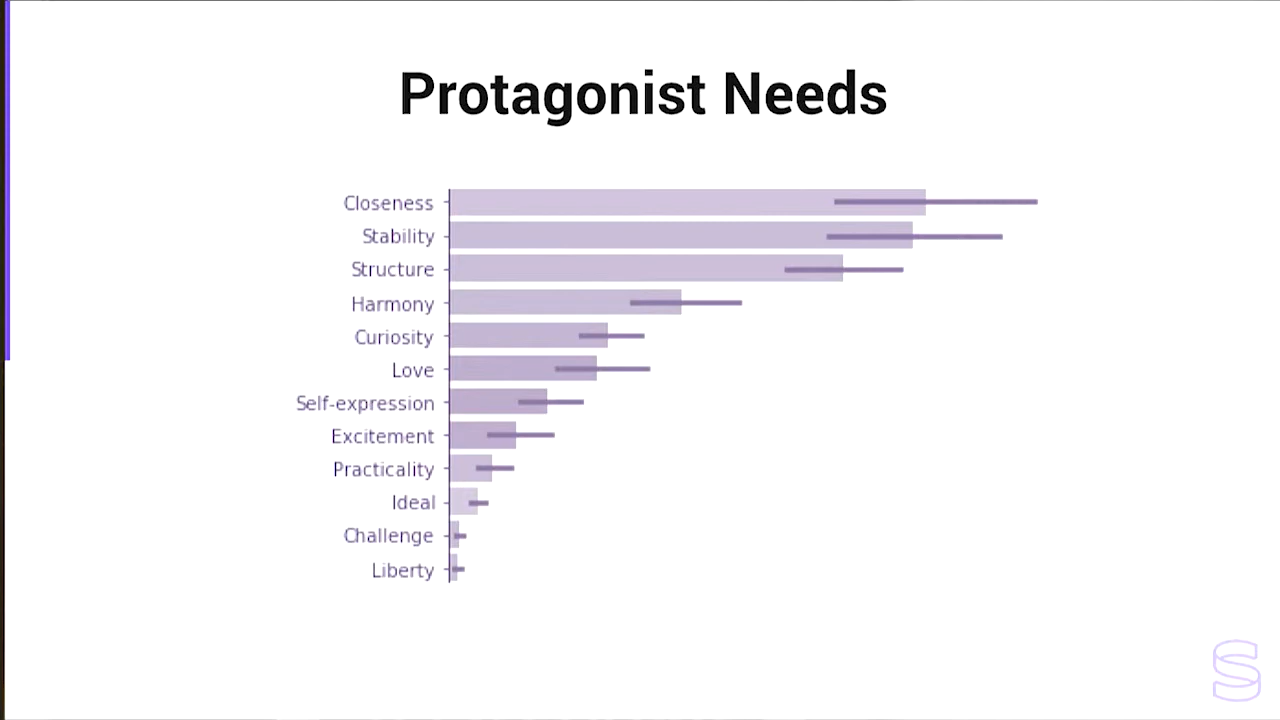 Protagonist Needs
Closeness
Stability
Structure
Harmony
Curiosity
Love
Self-expression
Excitement
Practicality
Ideal
Challenge
Liberty
S